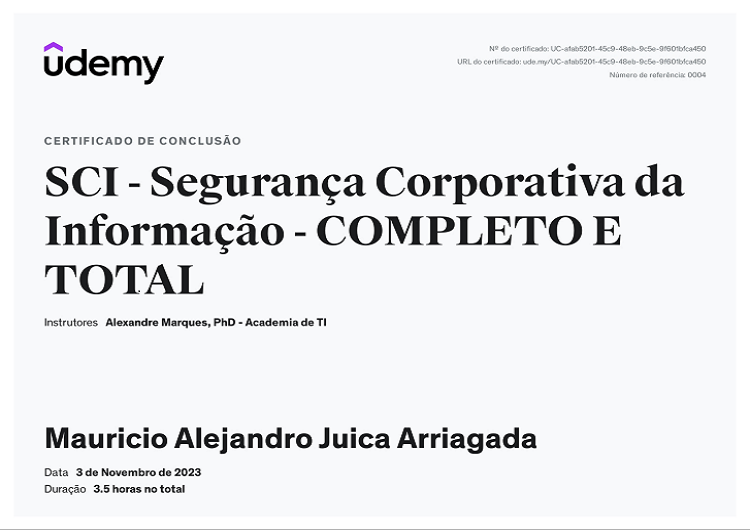 udemy
Nº do certificado: UC-afab5201-45c9-48eb-9c5e-9f601bfca450
URL do certificado: ude.my/UC-afab5201-45c9-48eb-9c5e-9f601bfca450
Número de referência: 0004
CERTIFICADO DE CONCLUSÃO
SCI - Segurança Corporativa da
Informação - COMPLETO E
TOTAL
Instrutores Alexandre Marques, PhD - Academia de TI
Mauricio Alejandro Juica Arriagada
Data 3 de Novembro de 2023
Duração 3.5 horas no total